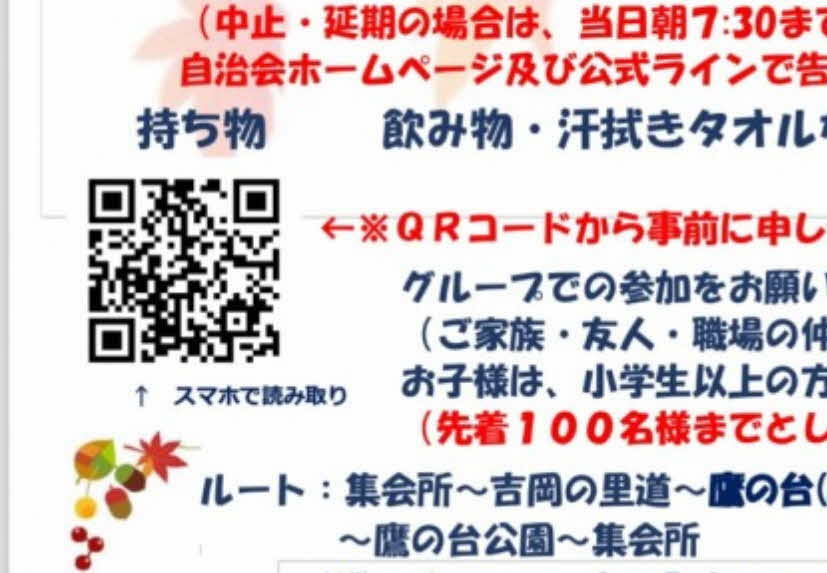 (中止・延期の場合は、当日朝7:30まで
自治会ホームページ及び公式ラインで告
持ち物 飲み物・汗拭きタオル
←※QRコードから事前に申し
グループでの参加をお願い
(ご家族・友人・職場の仲
お子様は、小学生以上の方
(先着100名様までとし
↑ スマホで読み取り
ルート:集会所~吉岡の里道~鷹の台(
~鷹の台公園~集会所